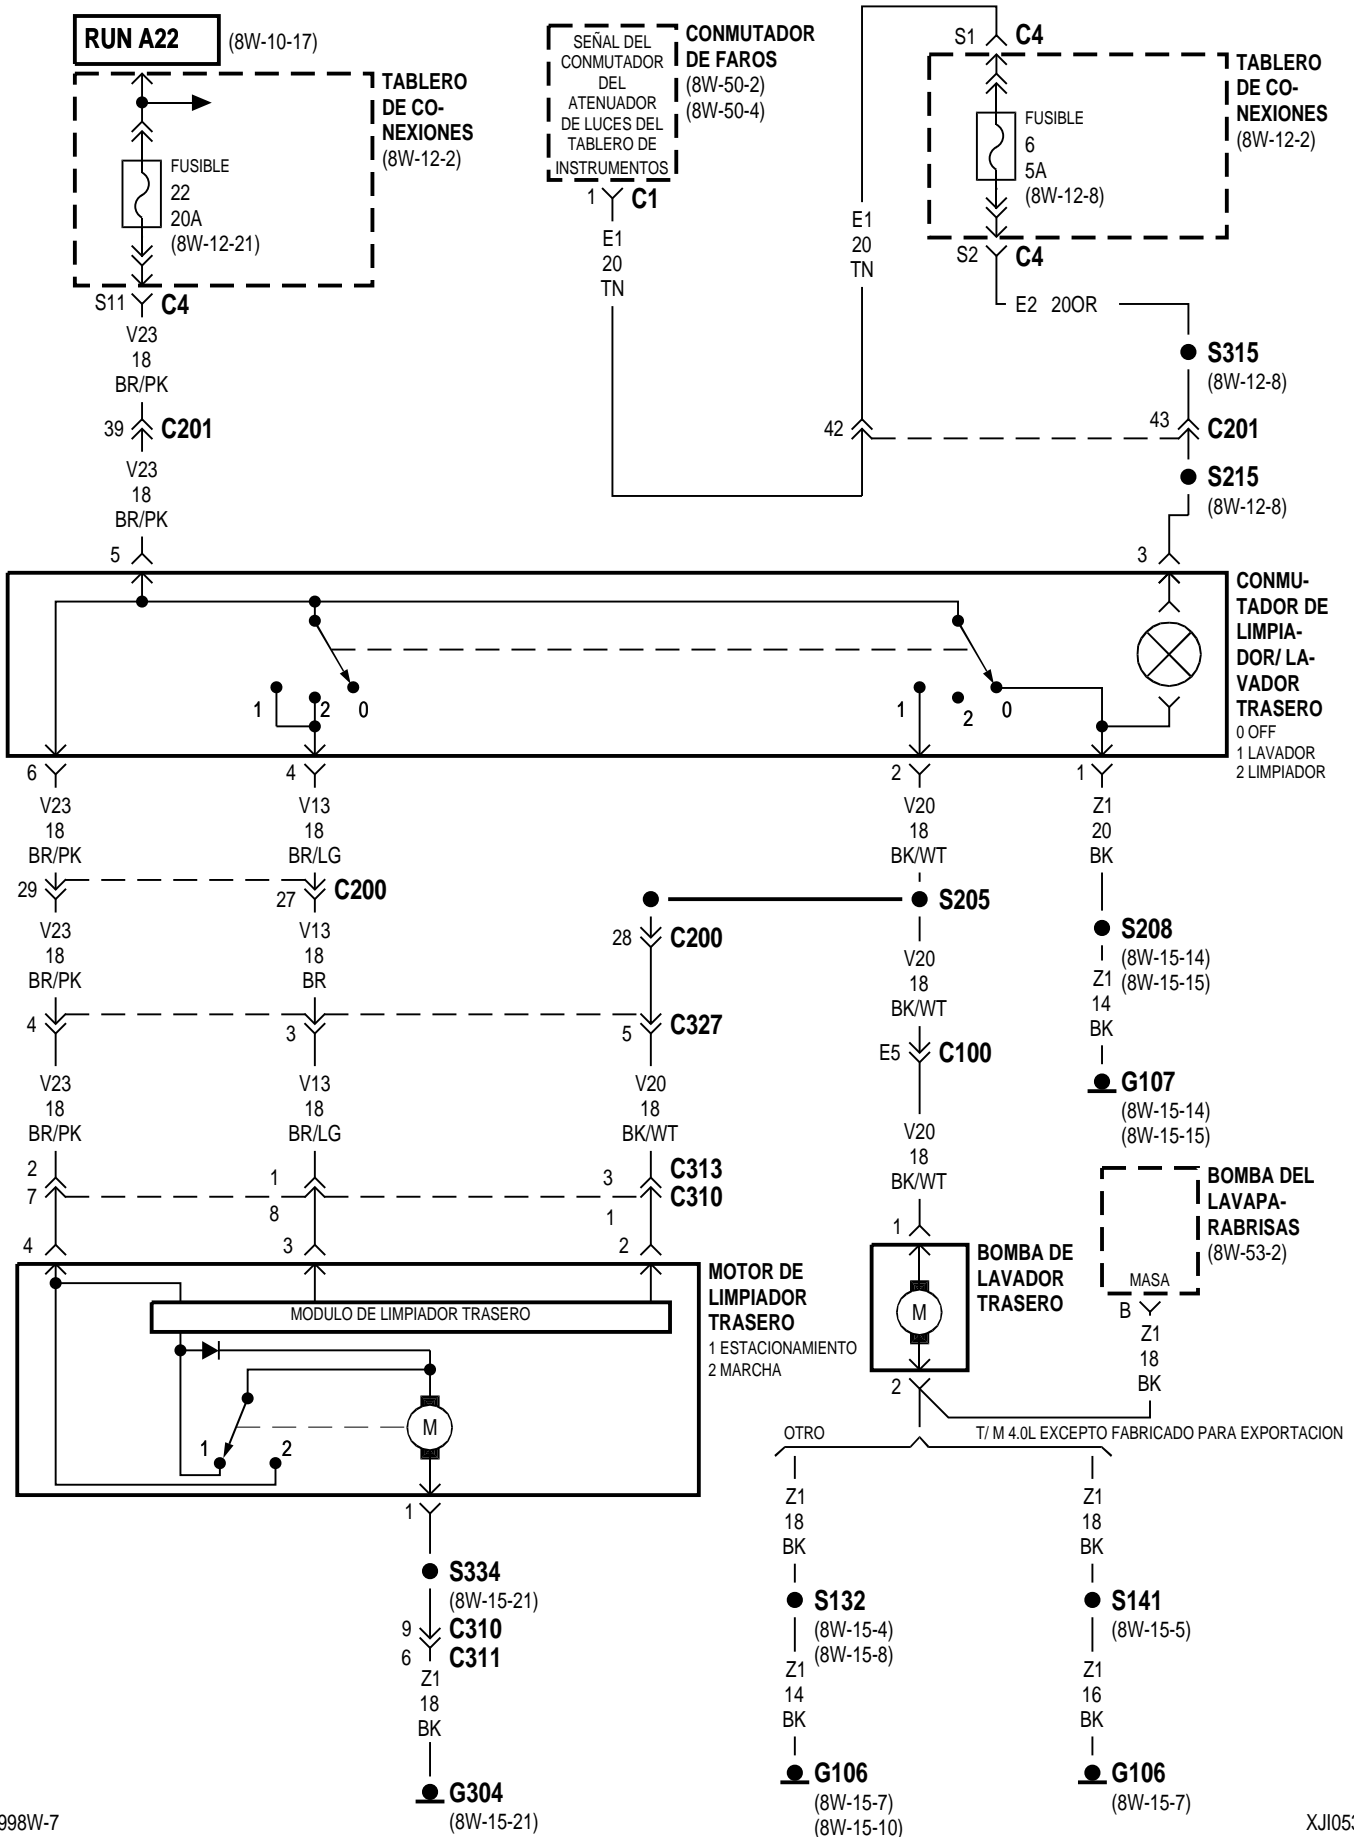 RUN A22
(8W-10-17)
TABLERO
DE CO-
NEXIONES
(8W-12-2)
FUSIBLE
22
20A
(8W-12-21)
S11
C4
V23
18
BR/PK
39
C201
V23
18
BR/PK
5
SEÑAL DEL
CONMUTADOR
DEL
ATENUADOR
DE LUCES DEL
TABLERO DE
INSTRUMENTOS
CONMUTADOR
DE FAROS
(8W-50-2)
(8W-50-4)
1
C1
E1
20
TN
E1
20
TN
42
S1
C4
TABLERO
DE CO-
NEXIONES
(8W-12-2)
FUSIBLE
6
5A
(8W-12-8)
S2
C4
E2 20OR
S315
(8W-12-8)
43
C201
S215
(8W-12-8)
3
CONMU-
TADOR DE
LIMPIA-
DOR/ LA-
VADOR
TRASERO
0 OFF
1 LAVADOR
2 LIMPIADOR
1
2
0
1
2
0
6
4
2
1
V23
18
BR/PK
V13
18
BR/LG
V20
18
BK/WT
Z1
20
BK
29
27
C200
S205
28
C200
S208
(8W-15-14)
(8W-15-15)
V23
18
BR/PK
V13
18
BR
V20
18
BK/WT
Z1
14
BK
4
3
5
C327
E5
C100
G107
(8W-15-14)
(8W-15-15)
V23
18
BR/PK
V13
18
BR/LG
V20
18
BK/WT
V20
18
BK/WT
2
1
3
C313
7
8
1
C310
4
3
2
1
BOMBA DEL
LAVAPA-
RABRISAS
(8W-53-2)
MASA
B
Z1
18
BK
BOMBA DE
LAVADOR
TRASERO
M
2
MOTOR DE
LIMPIADOR
TRASERO
1 ESTACIONAMIENTO
2 MARCHA
MODULO DE LIMPIADOR TRASERO
M
1
2
1
OTRO
T/ M 4.0L EXCEPTO FABRICADO PARA EXPORTACION
S334
(8W-15-21)
9
C310
6
C311
Z1
18
BK
G304
(8W-15-21)
Z1
18
BK
S132
(8W-15-4)
(8W-15-8)
Z1
14
BK
G106
(8W-15-7)
(8W-15-10)
Z1
18
BK
S141
(8W-15-5)
Z1
16
BK
G106
(8W-15-7)
998W-7
XJI053